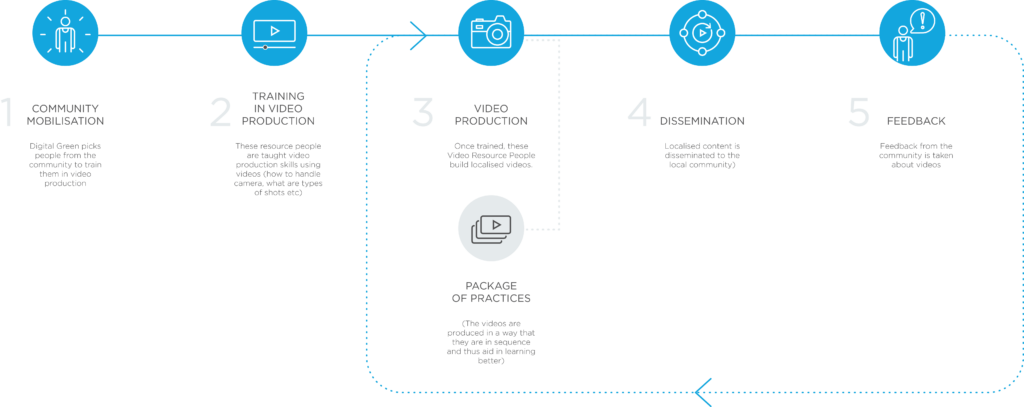 1
COMMUNITY
MOBILISATION
Digital Green picks
people from the
community to train
them in video
production
2
TRAINING
IN VIDEO
PRODUCTION
These resource people
are taught video
production skills using
videos (how to handle
camera, what are types
of shots etc)
3
VIDEO
PRODUCTION
Once trained, these
Video Resource People
build localised videos.
PACKAGE
OF PRACTICES
(The videos are
produced in a way that
they are in sequence
and thus aid in learning
better)
4
DISSEMINATION
Localised content is
disseminated to the
local community)
5
FEEDBACK
Feedback from the
community is taken
about videos